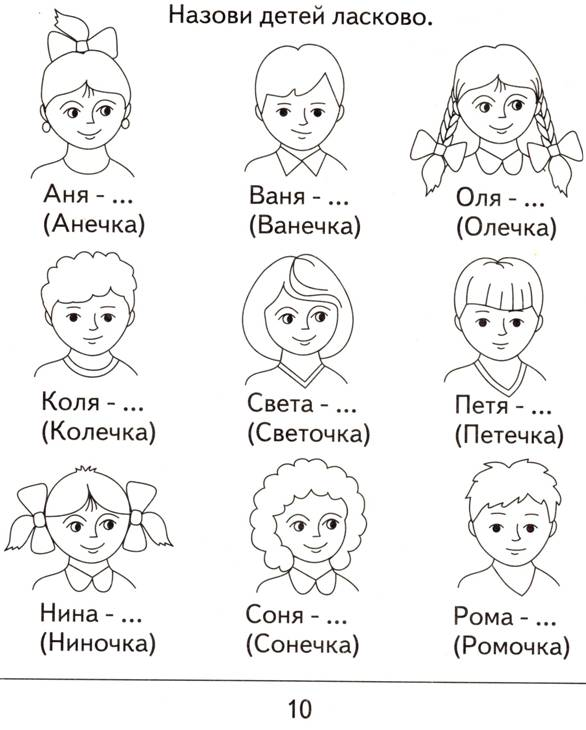 Назови детей ласково.
Аня - ... Ваня - ... Оля - ...
(Анечка) (Ванечка) (Олечка)
Коля - ... Света - ... Петя - ...
(Колечка) (Светочка) (Петечка)
Нина - ... Соня - ... Рома - ...
(Ниночка) (Сонечка) (Ромочка)
10